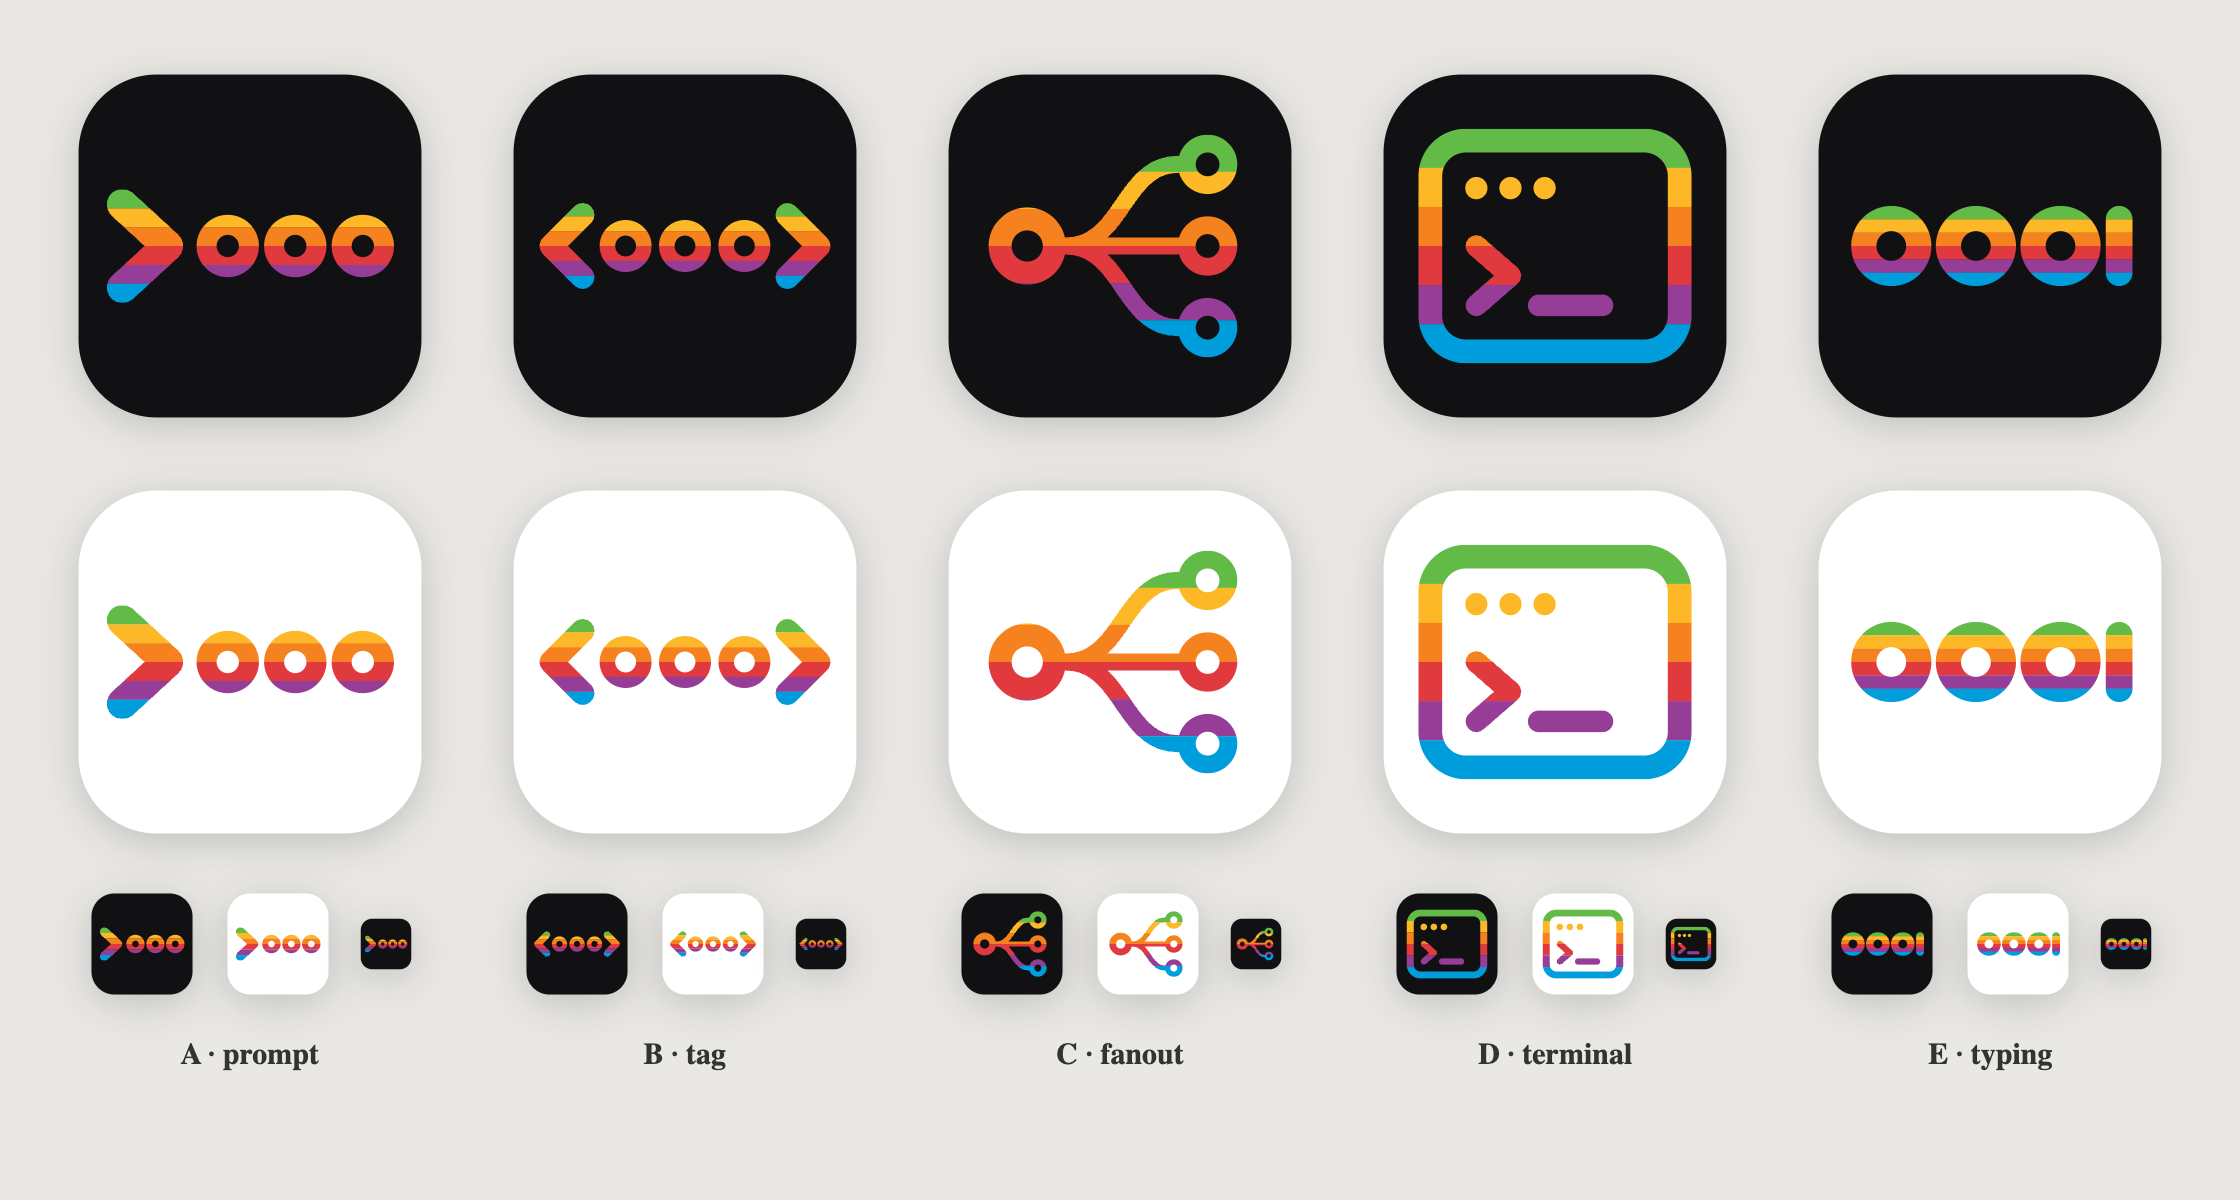 A · prompt
B · tag
C · fanout
D · terminal
E · typing